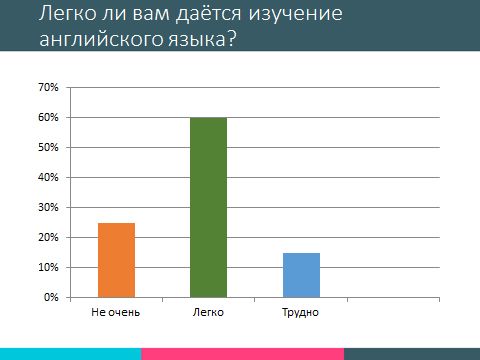 Легко ли вам даётся изучение
английского языка?
70%
60%
50%
40%
30%
20%
10%
0%
Не очень
Легко
Трудно